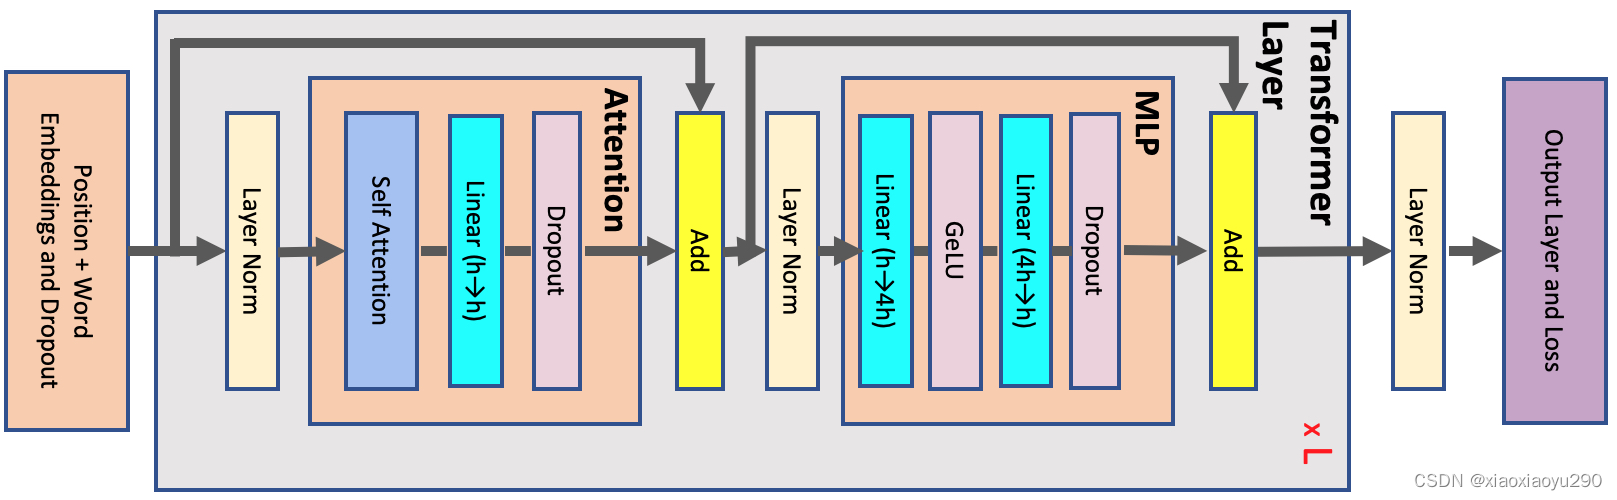 Position + Word
Embeddings and Dropout
Layer Norm
Self Attention
Linear (h→h)
Dropout
Attention
Add
Layer Norm
Linear (h→4h)
GeLU
Linear (4h→h)
Dropout
MLP
Add
Transformer
Layer
x L
Layer Norm
Output Layer and Loss
CSDN @xiaoxiaoyu290